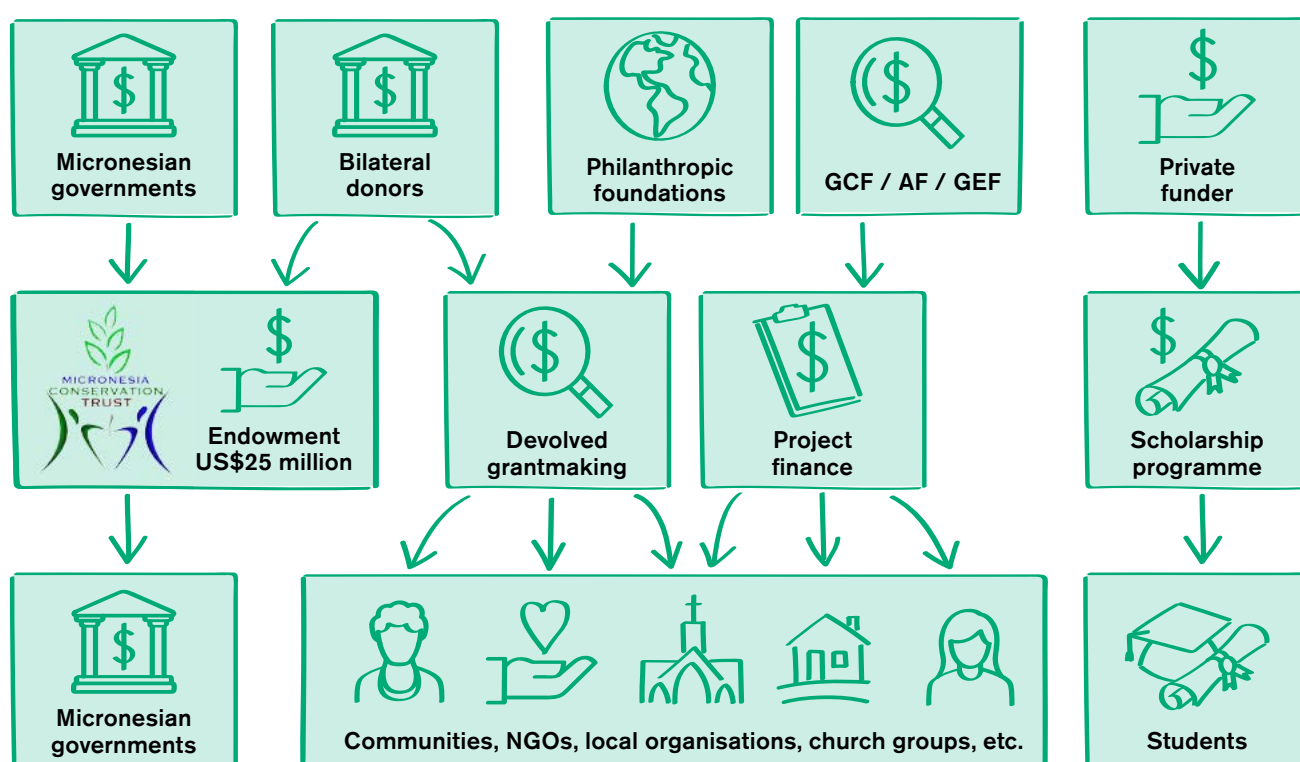 Micronesian
governments
Bilateral
donors
Philanthropic
foundations
GCF / AF / GEF
Private
funder
MICRONESIA
CONSERVATION
TRUST
Endowment
US$25 million
Devolved
grantmaking
Project
finance
Scholarship
programme
Micronesian
governments
Communities, NGOs, local organisations, church groups, etc.
Students